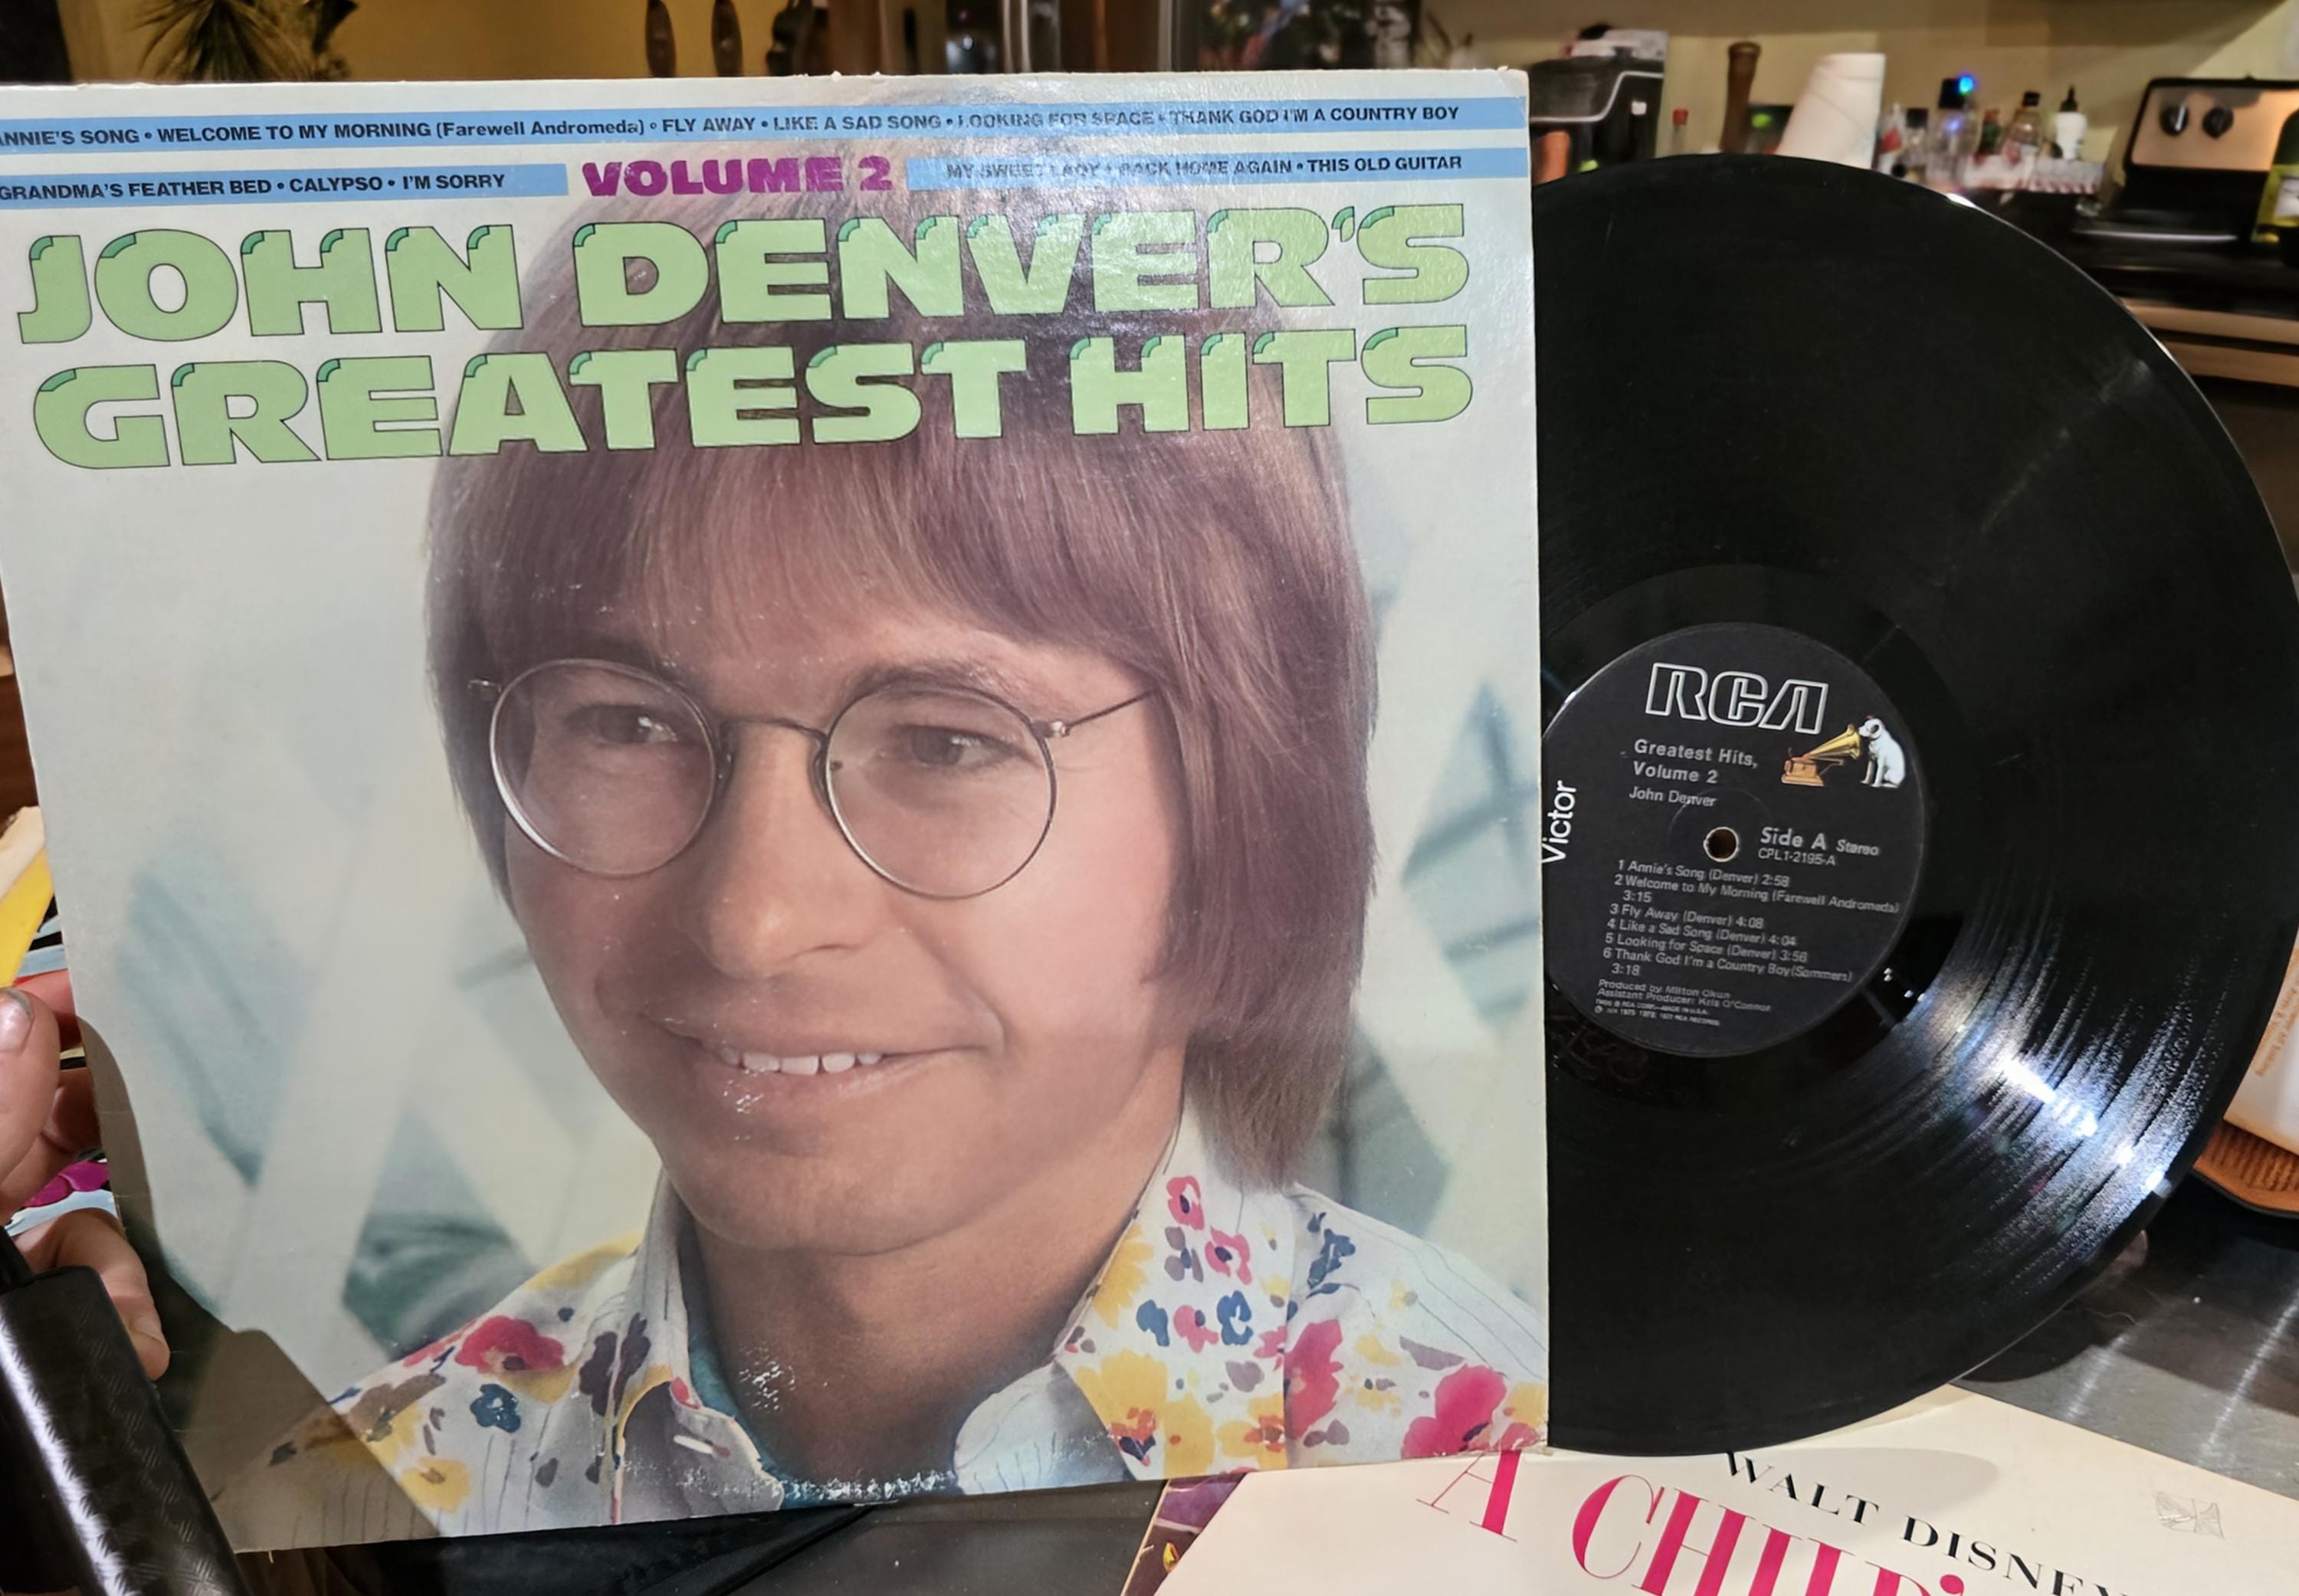 ANNIE'S SONG • WELCOME TO MY MORNING (Farewell Andromeda) • FLY AWAY • LIKE A SAD SONG • LOOKING FOR SPACE • THANK GOD I'M A COUNTRY BOY
GRANDMA'S FEATHER BED • CALYPSO • I'M SORRY
VOLUME 2
MY SWEET LADY • BACK HOME AGAIN • THIS OLD GUITAR
JOHN DENVER'S
GREATEST HITS
RCA
Victor
Greatest Hits,
Volume 2
John Denver
Side A Stereo
CPL1-2195-A
1 Annie's Song (Denver) 2:58
2 Welcome to My Morning (Farewell Andromeda)
3:15
3 Fly Away (Denver) 4:08
4 Like a Sad Song (Denver) 4:04
5 Looking for Space (Denver) 3:56
6 Thank God I'm a Country Boy (Sommers)
3:18
Produced by Milton Okun
Assistant Producer: Kris O'Connor
WALT DISNEY
A CHIL